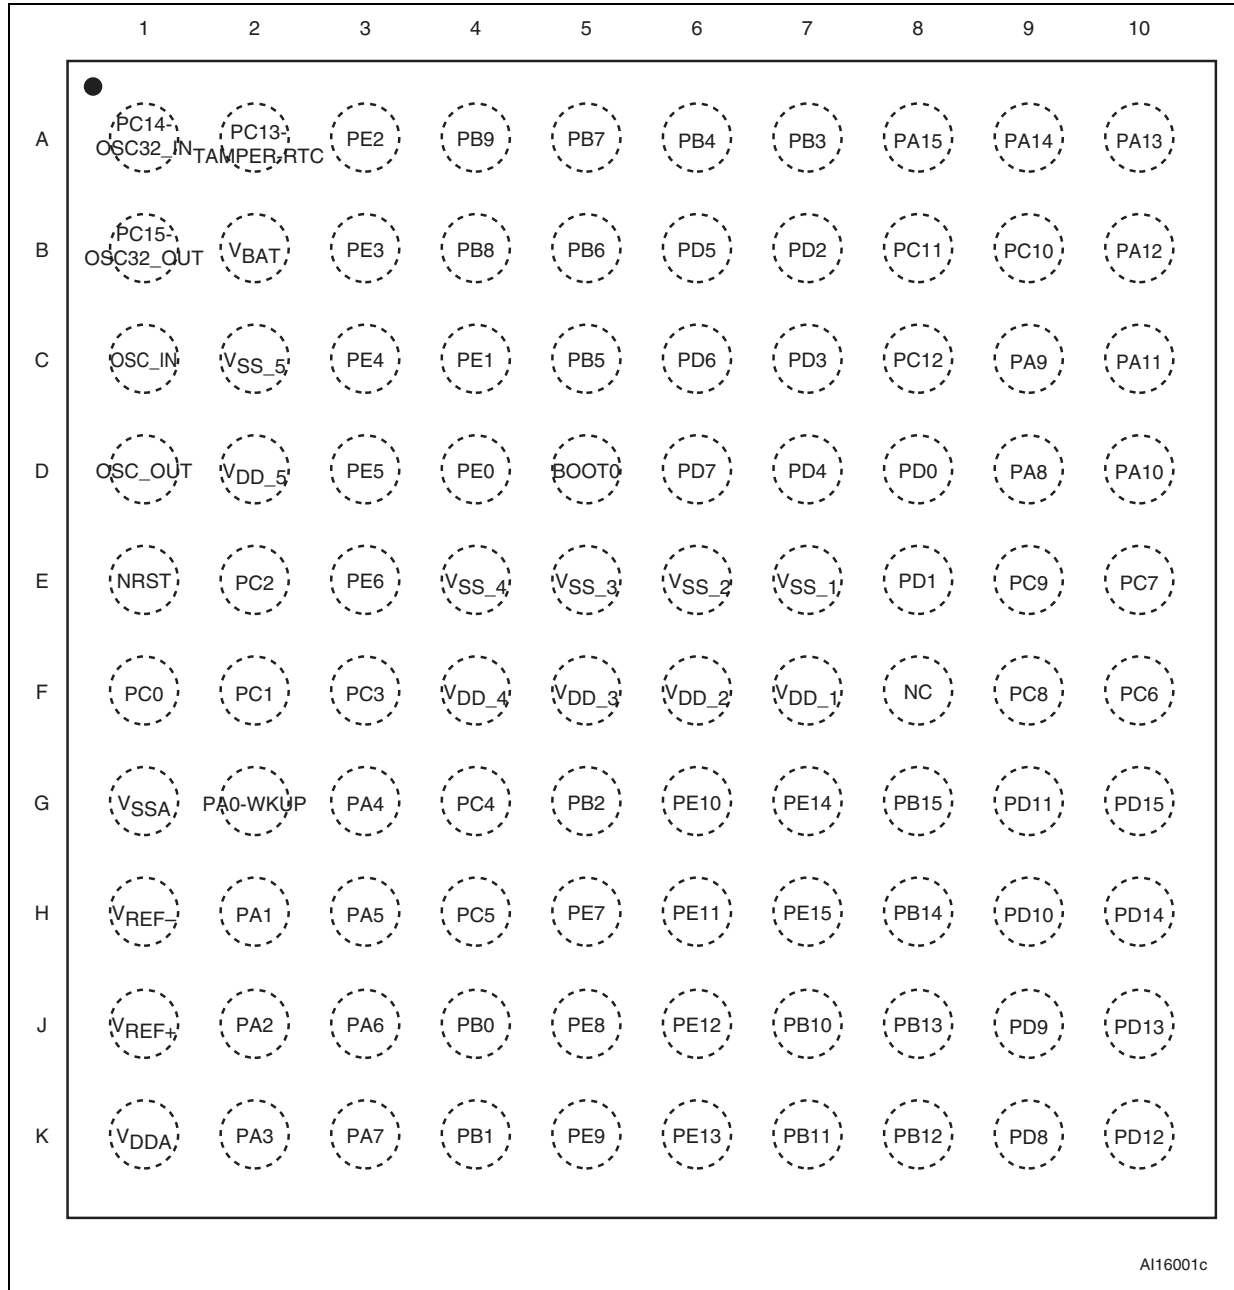 1 2 3 4 5 6 7 8 9 10
A PC14-OSC32_IN PC13-TAMPER-RTC PE2 PB9 PB7 PB4 PB3 PA15 PA14 PA13
B PC15-OSC32_OUT VBAT PE3 PB8 PB6 PD5 PD2 PC11 PC10 PA12
C OSC_IN VSS_5 PE4 PE1 PB5 PD6 PD3 PC12 PA9 PA11
D OSC_OUT VDD_5 PE5 PE0 BOOT0 PD7 PD4 PD0 PA8 PA10
E NRST PC2 PE6 VSS_4 VSS_3 VSS_2 VSS_1 PD1 PC9 PC7
F PC0 PC1 PC3 VDD_4 VDD_3 VDD_2 VDD_1 NC PC8 PC6
G VSSA PA0-WKUP PA4 PC4 PB2 PE10 PE14 PB15 PD11 PD15
H VREF– PA1 PA5 PC5 PE7 PE11 PE15 PB14 PD10 PD14
J VREF+ PA2 PA6 PB0 PE8 PE12 PB10 PB13 PD9 PD13
K VDDA PA3 PA7 PB1 PE9 PE13 PB11 PB12 PD8 PD12
AI16001c